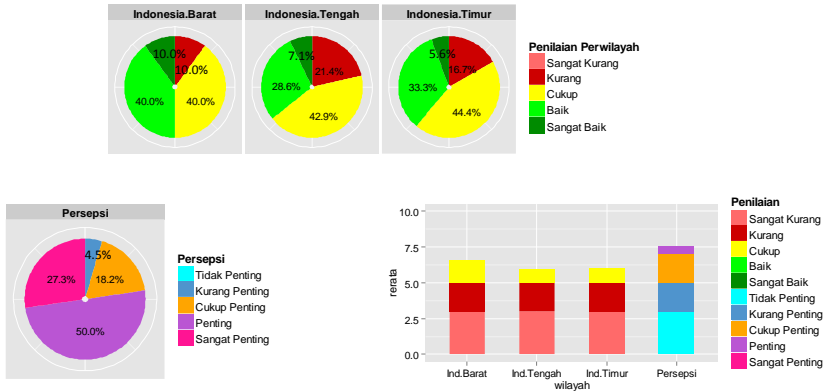 Indonesia.Barat
Indonesia.Tengah
Indonesia.Timur
10.0%
10.0%
40.0%
40.0%
7.1%
21.4%
28.6%
42.9%
5.6%
16.7%
33.3%
44.4%
Penilaian Perwilayah
Sangat Kurang
Kurang
Cukup
Baik
Sangat Baik
Persepsi
4.5%
27.3%
18.2%
50.0%
Persepsi
Tidak Penting
Kurang Penting
Cukup Penting
Penting
Sangat Penting
rerata
10.0
7.5
5.0
2.5
0.0
Ind.Barat
Ind.Tengah
Ind.Timur
Persepsi
wilayah
Penilaian
Sangat Kurang
Kurang
Cukup
Baik
Sangat Baik
Tidak Penting
Kurang Penting
Cukup Penting
Penting
Sangat Penting